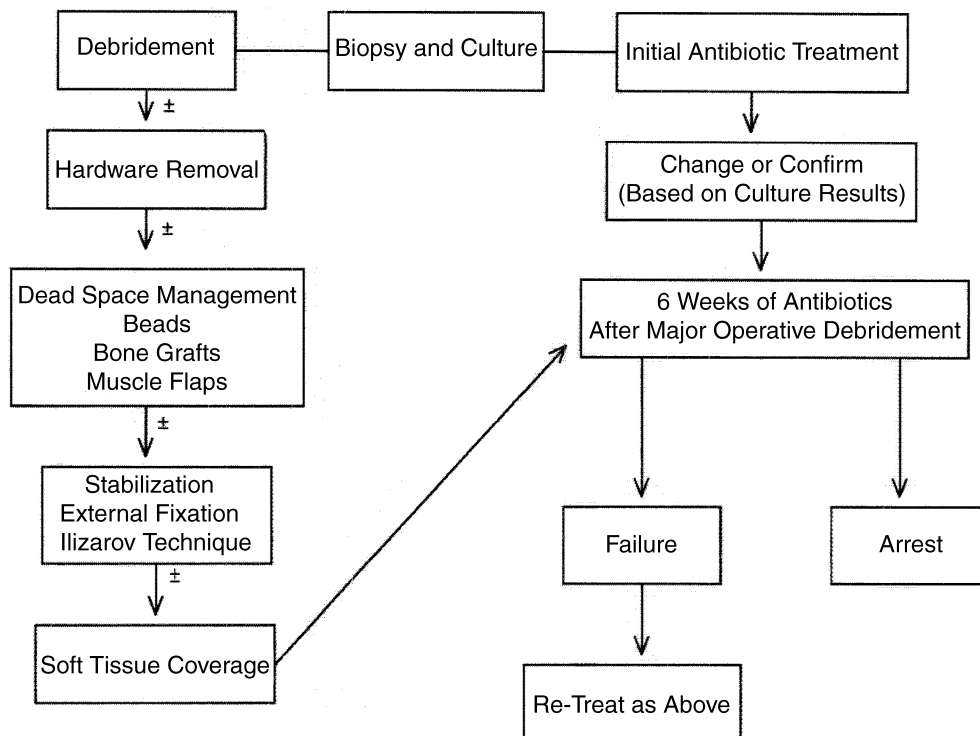 Debridement
Biopsy and Culture
Initial Antibiotic Treatment
±
Hardware Removal
±
Dead Space Management
Beads
Bone Grafts
Muscle Flaps
±
Stabilization
External Fixation
Ilizarov Technique
±
Soft Tissue Coverage
Change or Confirm
(Based on Culture Results)
6 Weeks of Antibiotics
After Major Operative Debridement
Failure
Arrest
Re-Treat as Above